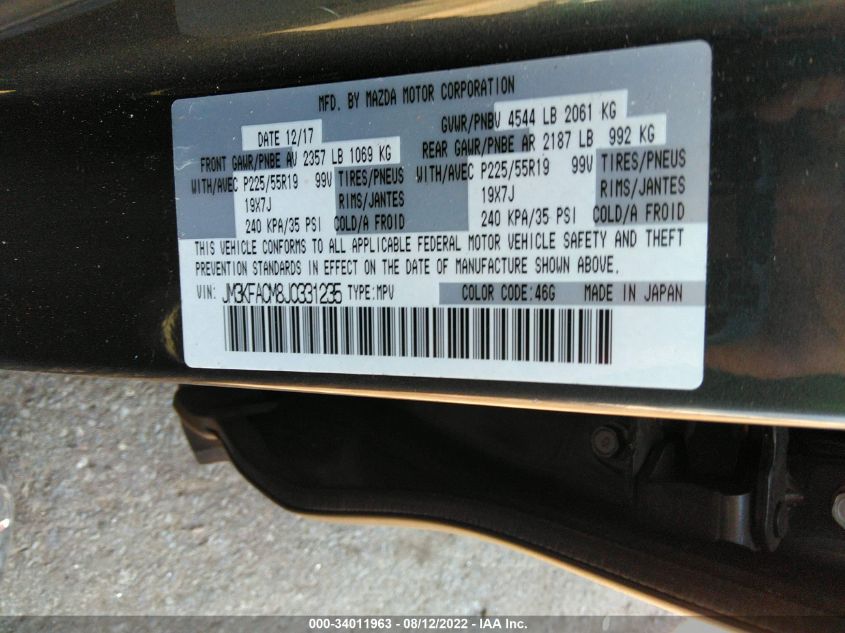 MFD. BY MAZDA MOTOR CORPORATION
DATE 12/17 GVWR/PNBV 4544 LB 2061 KG
FRONT GAWR/PNBE AV 2357 LB 1069 KG REAR GAWR/PNBE AR 2187 LB 992 KG
WITH/AVEC P225/55R19 99V TIRES/PNEUS WITH/AVEC P225/55R19 99V TIRES/PNEUS
19X7J RIMS/JANTES 19X7J RIMS/JANTES
240 KPA/35 PSI COLD/A FROID 240 KPA/35 PSI COLD/A FROID
THIS VEHICLE CONFORMS TO ALL APPLICABLE FEDERAL MOTOR VEHICLE SAFETY AND THEFT
PREVENTION STANDARDS IN EFFECT ON THE DATE OF MANUFACTURE SHOWN ABOVE.
VIN: JM3KFACM8J0331235 TYPE:MPV COLOR CODE:46G MADE IN JAPAN
000-34011963 - 08/12/2022 - IAA Inc.